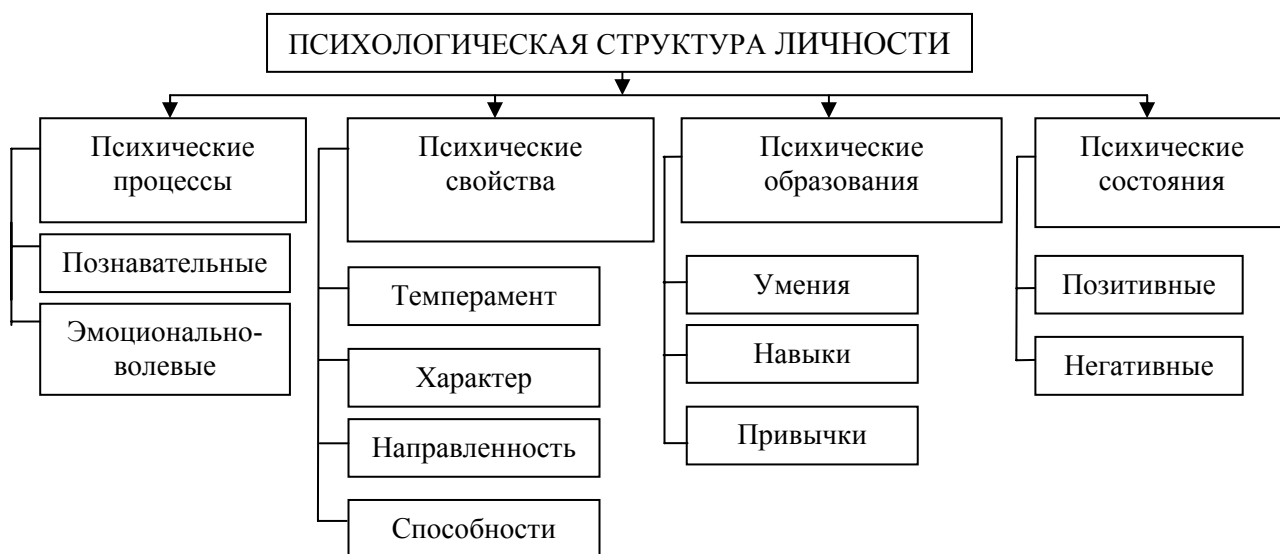 ПСИХОЛОГИЧЕСКАЯ СТРУКТУРА ЛИЧНОСТИ
Психические
процессы
Познавательные
Эмоционально-
волевые
Психические
свойства
Темперамент
Характер
Направленность
Способности
Психические
образования
Умения
Навыки
Привычки
Психические
состояния
Позитивные
Негативные